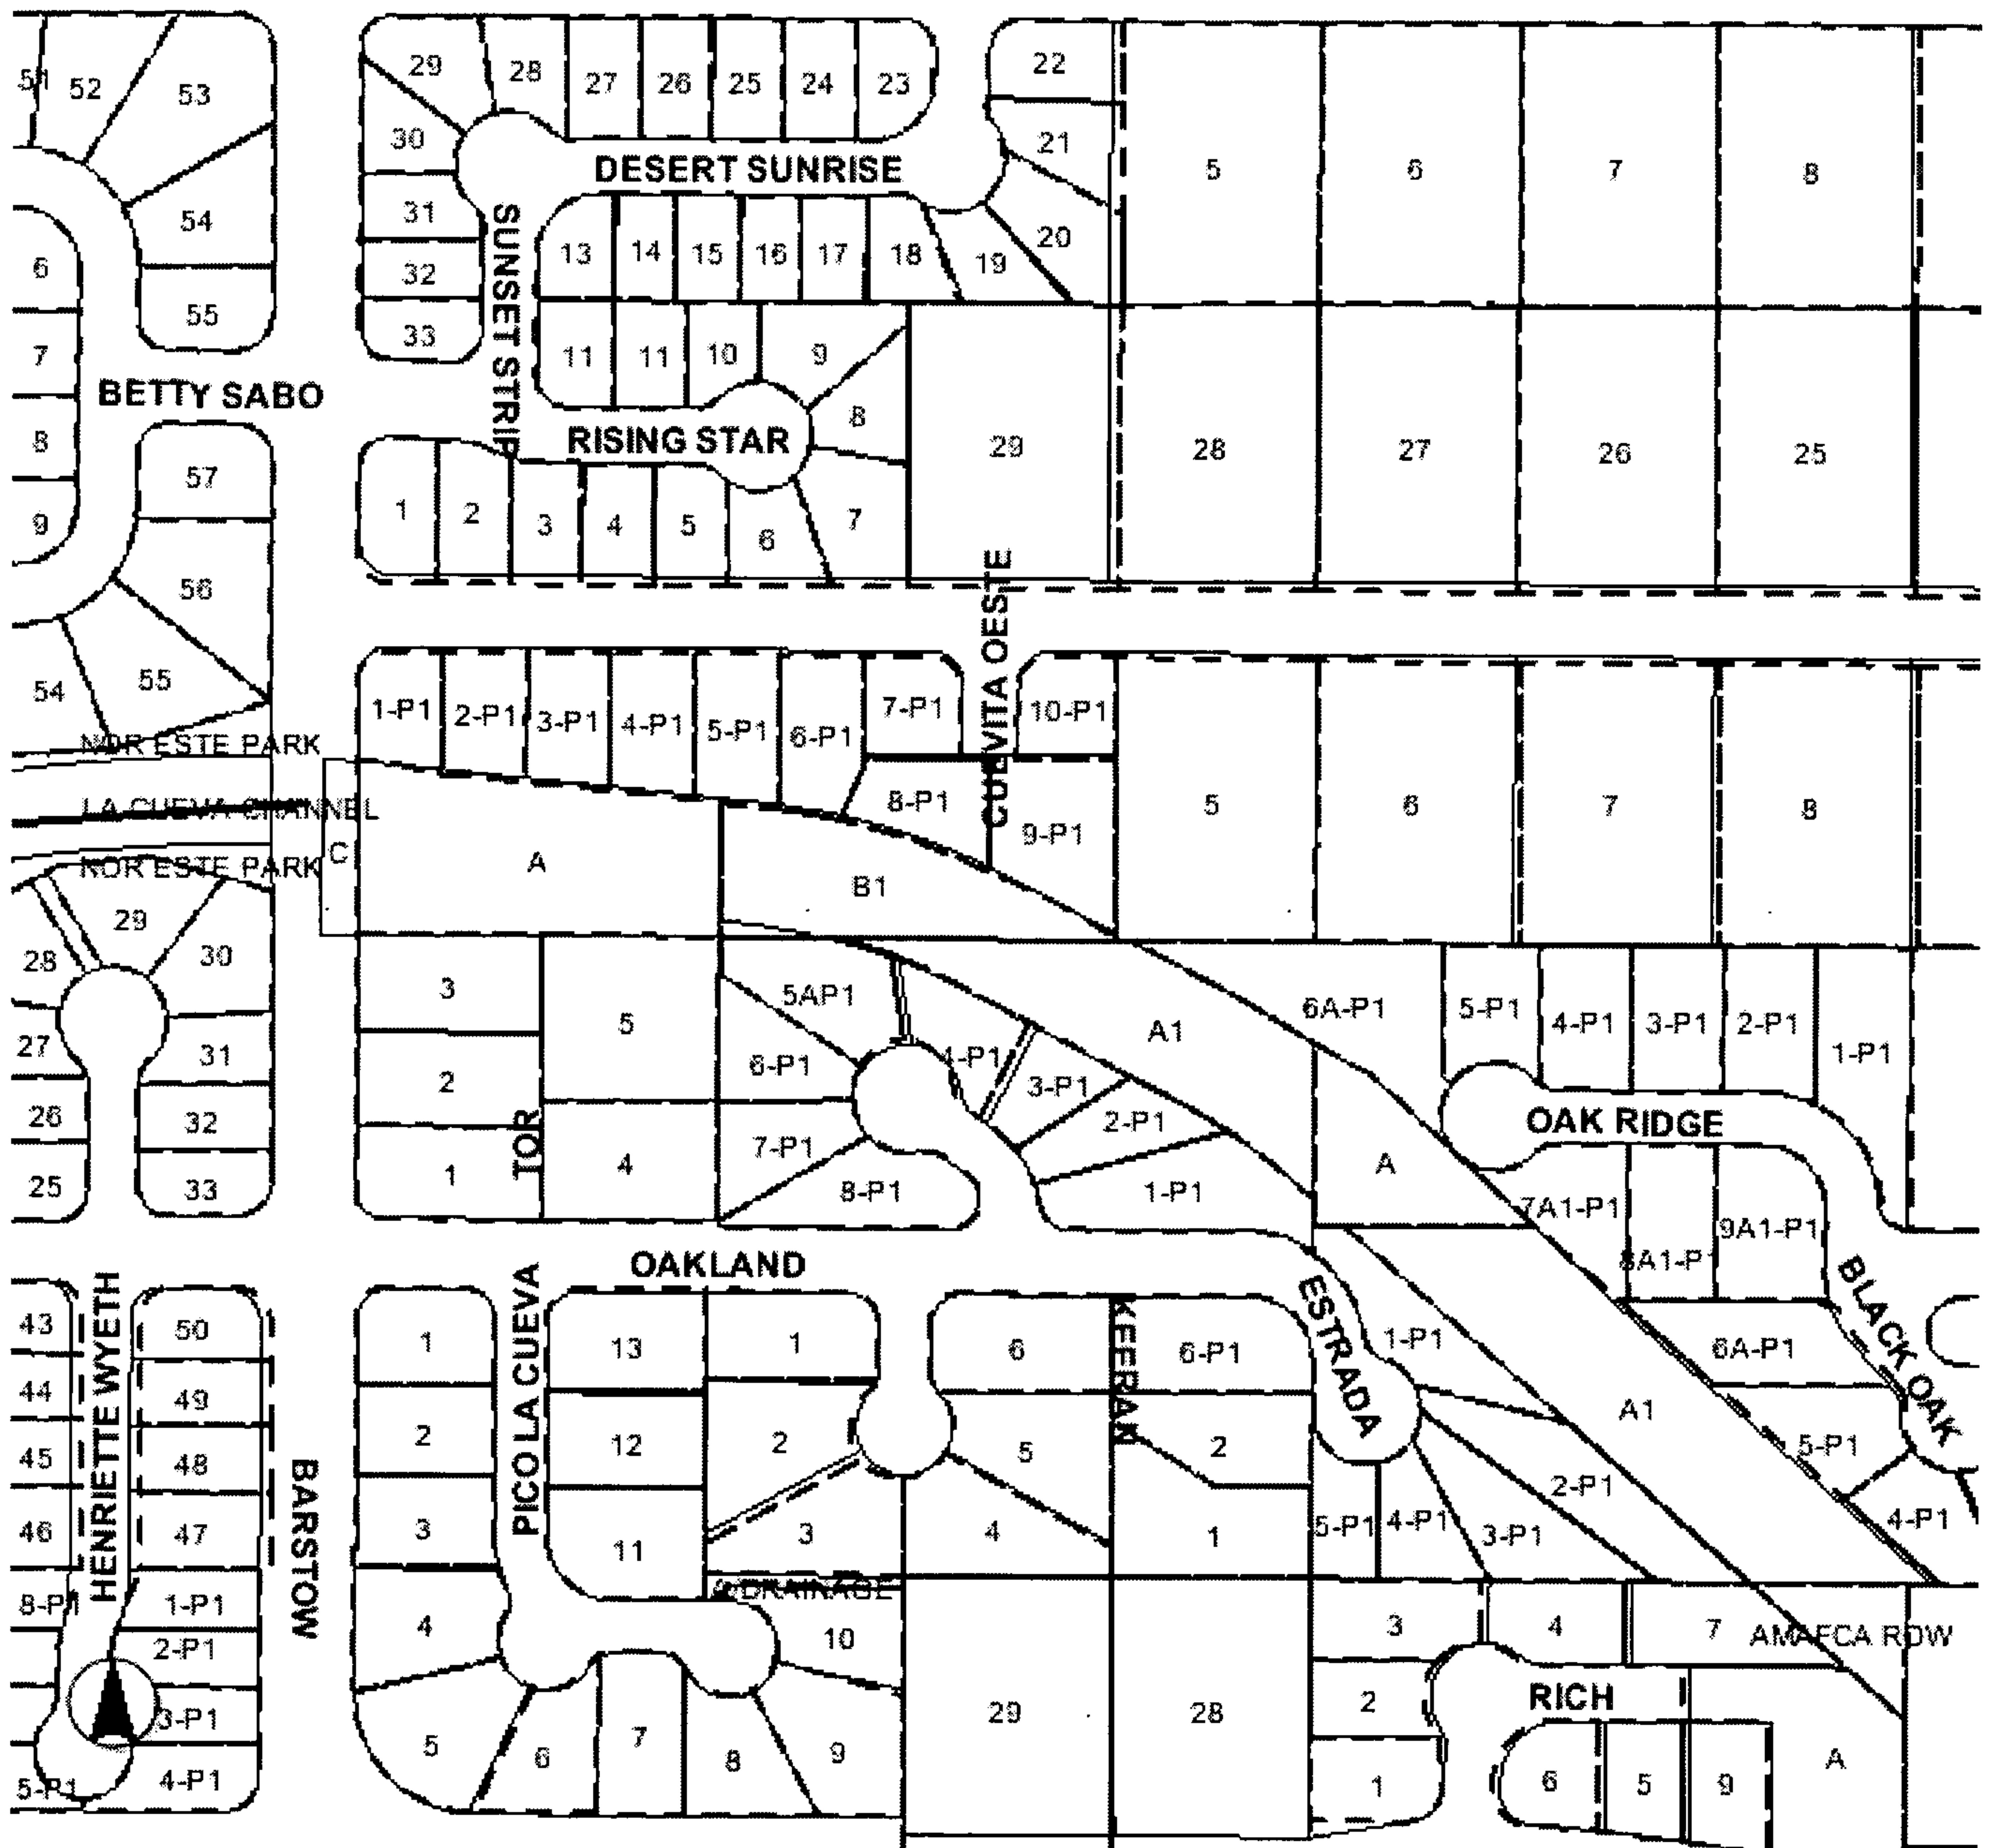 51
52
53
54
55
6
7
8
9
BETTY SABO
57
56
55
54
29
28
27
26
25
24
23
22
30
31
32
33
21
20
19
DESERT SUNRISE
SUNSET STRIP
13
14
15
16
17
18
11
11
10
9
8
7
RISING STAR
1
2
3
4
5
6
5
6
7
8
29
28
27
26
25
CUEVITA OESTE
1-P1
2-P1
3-P1
4-P1
5-P1
6-P1
7-P1
10-P1
8-P1
9-P1
5
6
7
8
NOR ESTE PARK
LA CUEVA CHANNEL
NOR ESTE PARK
C
A
B1
29
28
30
27
31
26
32
25
33
3
2
1
5
4
TOR
5AP1
6-P1
7-P1
8-P1
4-P1
3-P1
2-P1
1-P1
A1
6A-P1
5-P1
4-P1
3-P1
2-P1
1-P1
A
OAK RIDGE
7A1-P1
8A1-P1
9A1-P1
OAKLAND
HENRIETTE WYETH
43
44
45
46
8-P1
5-P1
50
49
48
47
1-P1
2-P1
3-P1
4-P1
BARSTOW
PICO LA CUEVA
1
2
3
4
5
6
7
8
9
10
13
12
11
1
2
3
DRAINAGE
6
5
4
KEERAN
6-P1
2
1
29
28
ESTRADA
1-P1
2-P1
3-P1
4-P1
5-P1
A1
BLACK OAK
6A-P1
5-P1
4-P1
3
4
7
AMAFCA ROW
2
1
RICH
6
5
9
A